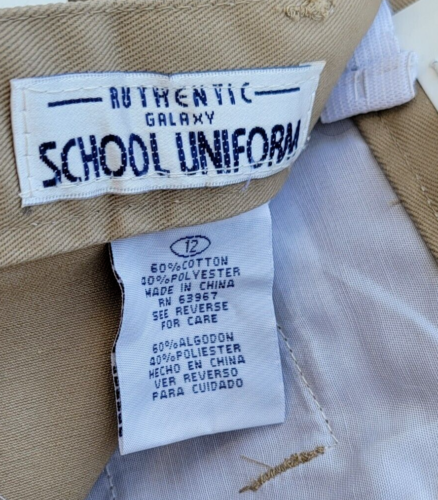 AUTHENTIC
GALAXY
SCHOOL UNIFORM
12
60%COTTON
40%POLYESTER
MADE IN CHINA
RN 63967
SEE REVERSE
FOR CARE
60%ALGODON
40%POLIESTER
HECHO EN CHINA
VER REVERSO
PARA CUIDADO